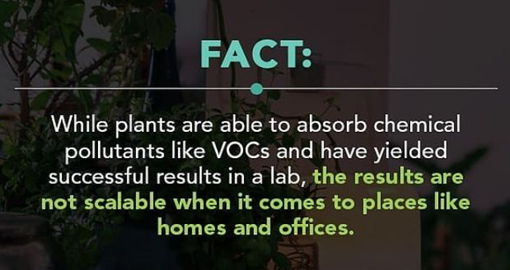 FACT:
While plants are able to absorb chemical
pollutants like VOCs and have yielded
successful results in a lab, the results are
not scalable when it comes to places like
homes and offices.